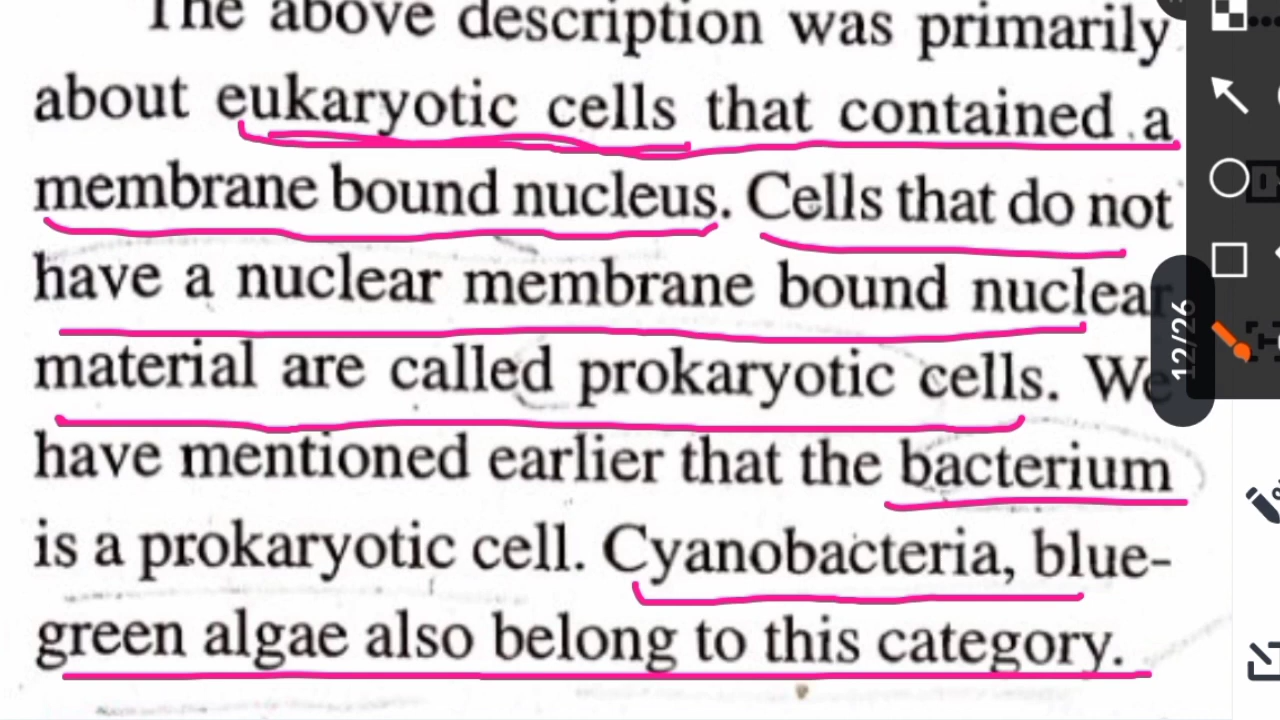 The above description was primarily
about eukaryotic cells that contained a
membrane bound nucleus. Cells that do not
have a nuclear membrane bound nuclear
material are called prokaryotic cells. We
have mentioned earlier that the bacterium
is a prokaryotic cell. Cyanobacteria, blue-
green algae also belong to this category.
12/26